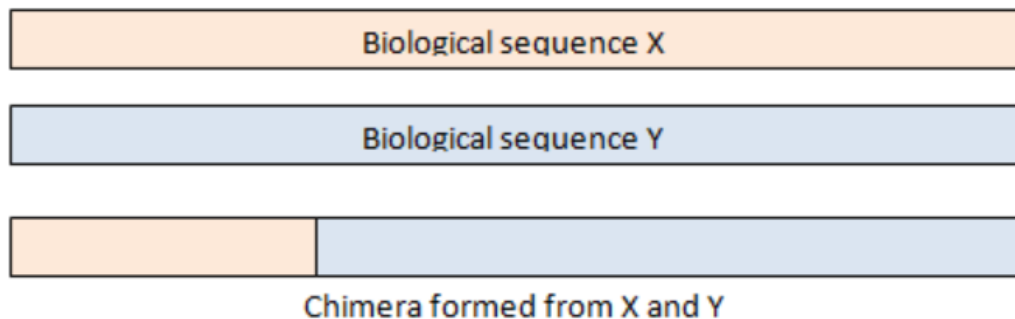 Biological sequence X
Biological sequence Y
Chimera formed from X and Y